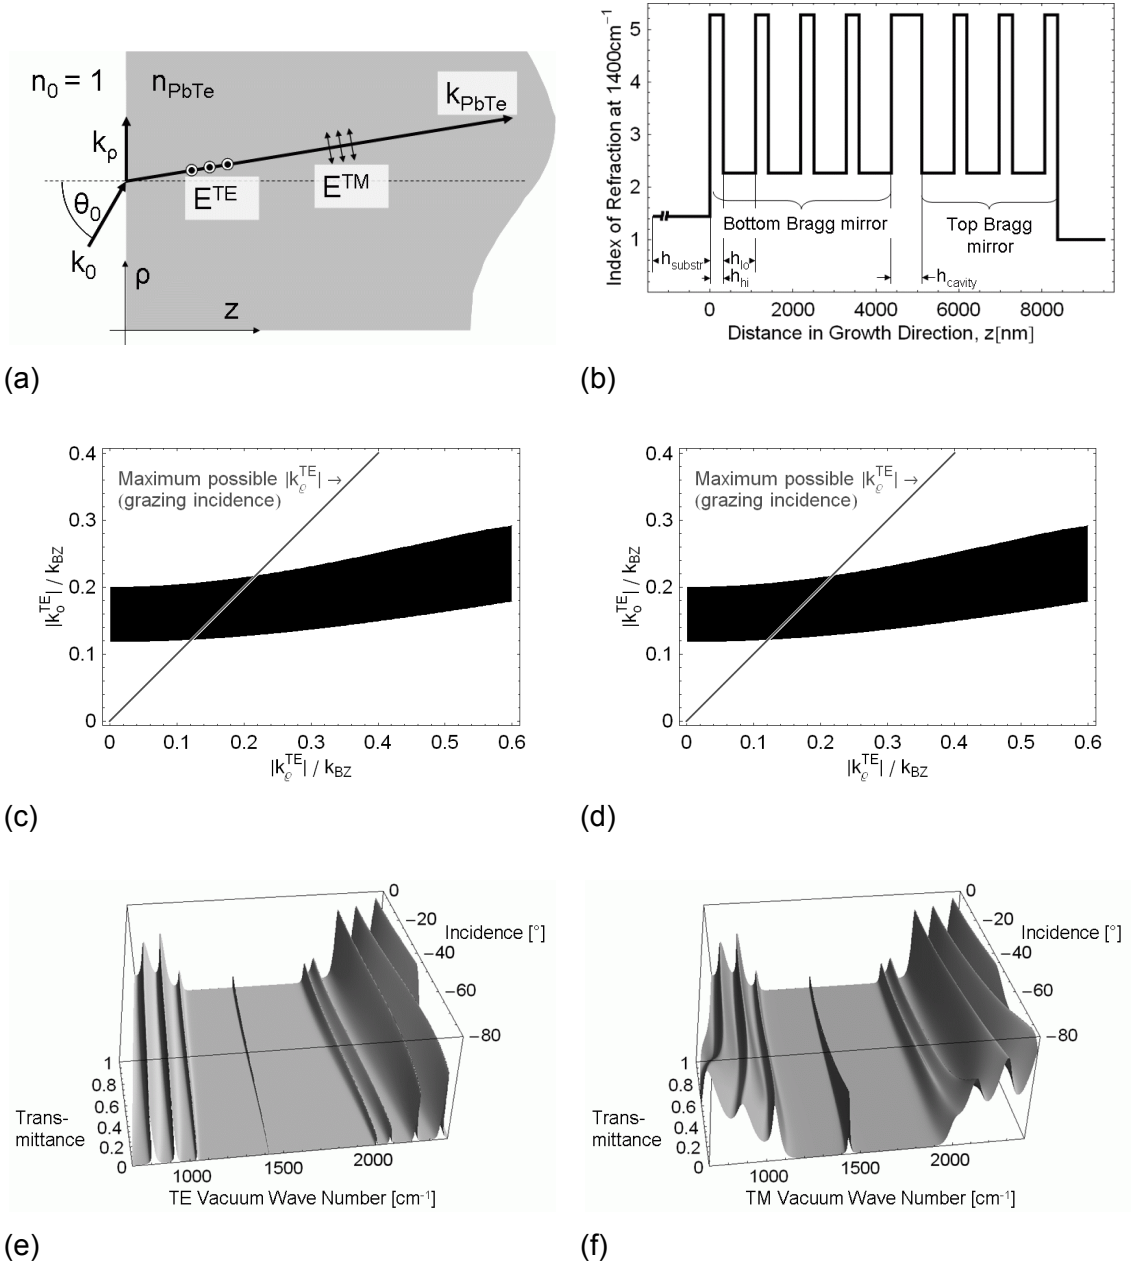 n0 = 1
nPbTe
kPbTe
kρ
ETE
ETM
θ0
k0
ρ
z
(a)
Index of Refraction at 1400cm−1
5
4
3
2
1
Bottom Bragg mirror
Top Bragg
mirror
hsubstr
hlo
hhi
hcavity
0 2000 4000 6000 8000
Distance in Growth Direction, z[nm]
(b)
|koTE| / kBZ
0.4
0.3
0.2
0.1
0
Maximum possible |kϱTE| →
(grazing incidence)
0 0.1 0.2 0.3 0.4 0.5 0.6
|kϱTE| / kBZ
(c)
|koTE| / kBZ
0.4
0.3
0.2
0.1
0
Maximum possible |kϱTE| →
(grazing incidence)
0 0.1 0.2 0.3 0.4 0.5 0.6
|kϱTE| / kBZ
(d)
0
−20
Incidence [°]
−40
−60
−80
1
0.8
0.6
0.4
0.2
0
Trans-
mittance
1000 1500 2000
TE Vacuum Wave Number [cm-1]
(e)
0
−20
Incidence [°]
−40
−60
−80
1
0.8
0.6
0.4
0.2
0
Trans-
mittance
1000 1500 2000
TM Vacuum Wave Number [cm-1]
(f)